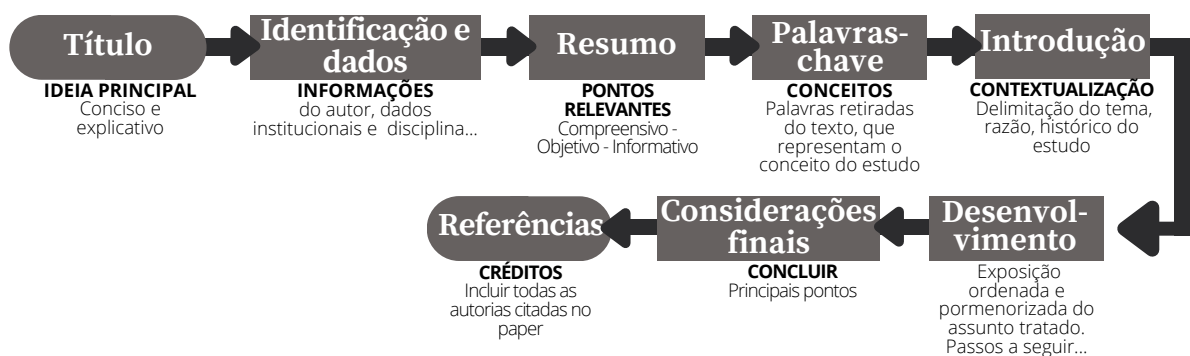 Título
IDEIA PRINCIPAL
Conciso e
explicativo
Identificação e
dados
INFORMAÇÕES
do autor, dados
institucionais e disciplina...
Resumo
PONTOS
RELEVANTES
Compreensivo -
Objetivo - Informativo
Palavras-
chave
CONCEITOS
Palavras retiradas
do texto, que
representam o
conceito do estudo
Introdução
CONTEXTUALIZAÇÃO
Delimitação do tema,
razão, histórico do
estudo
Desenvol-
vimento
Exposição
ordenada e
pormenorizada do
assunto tratado.
Passos a seguir...
Considerações
finais
CONCLUIR
Principais pontos
Referências
CRÉDITOS
Incluir todas as
autorias citadas no
paper